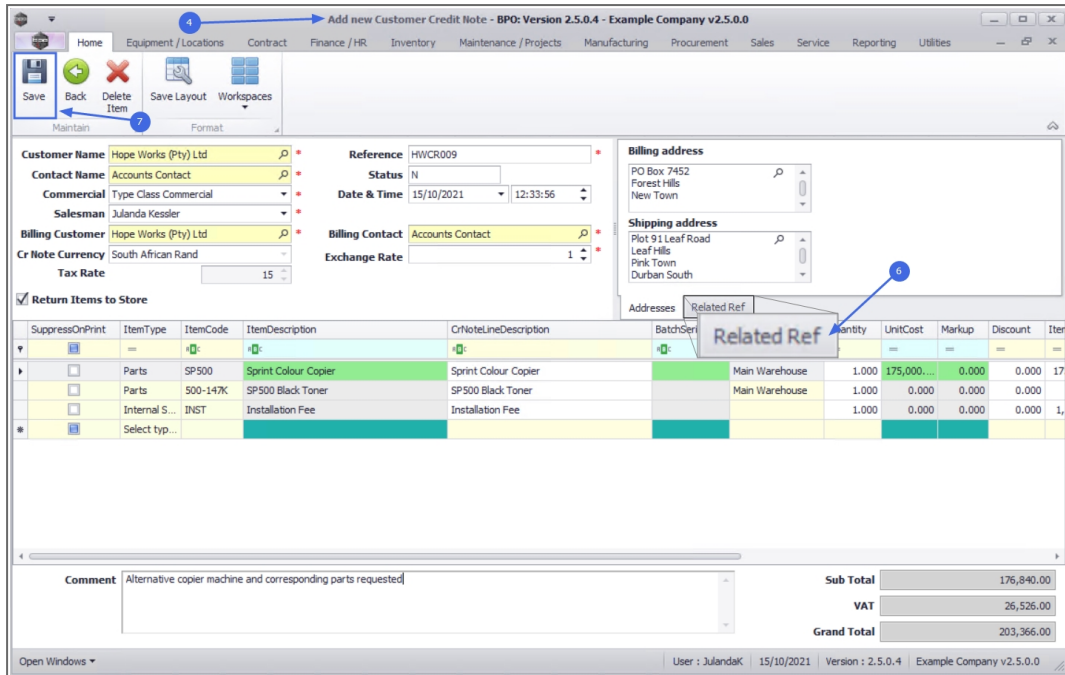 4
Add new Customer Credit Note - BPO: Version 2.5.0.4 - Example Company v2.5.0.0
Home Equipment / Locations Contract Finance / HR Inventory Maintenance / Projects Manufacturing Procurement Sales Service Reporting Utilities
Save Back Delete Item Save Layout Workspaces
7
Maintain Format
Customer Name Hope Works (Pty) Ltd * Reference HWCR009 *
Contact Name Accounts Contact * Status N
Commercial Type Class Commercial * Date & Time 15/10/2021 12:33:56
Salesman Julanda Kessler *
Billing Customer Hope Works (Pty) Ltd * Billing Contact Accounts Contact *
Cr Note Currency South African Rand Exchange Rate 1 *
Tax Rate 15
Return Items to Store
Billing address
PO Box 7452
Forest Hills
New Town
Shipping address
Plot 91 Leaf Road
Leaf Hills
Pink Town
Durban South
6
Addresses Related Ref
Related Ref
SuppressOnPrint ItemType ItemCode ItemDescription CrNoteLineDescription BatchSeri antity UnitCost Markup Discount Iter
= ABC ABC ABC ABC = = = =
Parts SP500 Sprint Colour Copier Sprint Colour Copier Main Warehouse 1.000 175,000.... 0.000 0.000 17
Parts 500-147K SP500 Black Toner SP500 Black Toner Main Warehouse 1.000 0.000 0.000 0.000
Internal S... INST Installation Fee Installation Fee 1.000 0.000 0.000 0.000 1,
* Select typ...
Comment Alternative copier machine and corresponding parts requested
Sub Total 176,840.00
VAT 26,526.00
Grand Total 203,366.00
Open Windows User : JulandaK 15/10/2021 Version : 2.5.0.4 Example Company v2.5.0.0